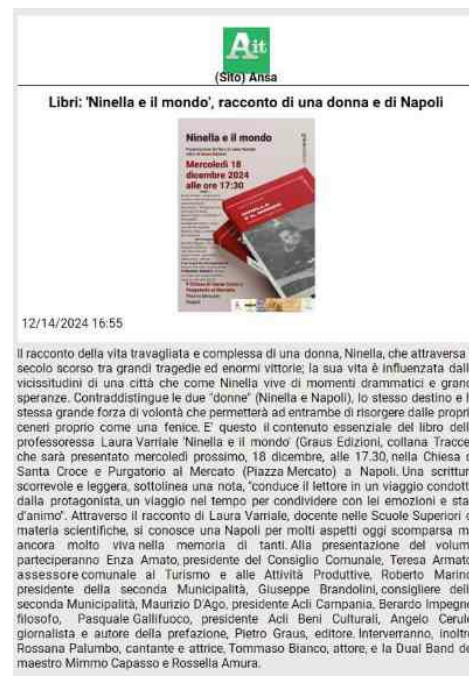 Ait
(Sito) Ansa
Libri: 'Ninella e il mondo', racconto di una donna e di Napoli
Ninella e il mondo
Mercoledì 18
dicembre 2024
alle ore 17:30
12/14/2024 16:55
Il racconto della vita travagliata e complessa di una donna, Ninella, che attraversa
secolo scorso tra grandi tragedie ed enormi vittorie; la sua vita è influenzata dall
vicissitudini di una città che come Ninella vive di momenti drammatici e grand
speranze. Contraddistingue le due "donne" (Ninella e Napoli), lo stesso destino e l
stessa grande forza di volontà che permetterà ad entrambe di risorgere dalle propri
ceneri proprio come una fenice. E' questo il contenuto essenziale del libro dell
professoressa Laura Varriale 'Ninella e il mondo' (Graus Edizioni, collana Tracce
che sarà presentato mercoledì prossimo, 18 dicembre, alle 17.30, nella Chiesa d
Santa Croce e Purgatorio al Mercato (Piazza Mercato) a Napoli. Una scrittur
scorrevole e leggera, sottolinea una nota, "conduce il lettore in un viaggio condott
dalla protagonista, un viaggio nel tempo per condividere con lei emozioni e stat
d'animo". Attraverso il racconto di Laura Varriale, docente nelle Scuole Superiori d
materia scientifiche, si conosce una Napoli per molti aspetti oggi scomparsa m
ancora molto viva nella memoria di tanti. Alla presentazione del volum
parteciperanno Enza Amato, presidente del Consiglio Comunale, Teresa Armato
assessore comunale al Turismo e alle Attività Produttive, Roberto Marino
presidente della seconda Municipalità, Giuseppe Brandolini, consigliere dell
seconda Municipalità, Maurizio D'Ago, presidente Acli Campania, Berardo Impegno
filosofo, Pasquale Gallifuoco, presidente Acli Beni Culturali, Angelo Cerull
giornalista e autore della prefazione, Pietro Graus, editore. Interverranno, inoltre
Rossana Palumbo, cantante e attrice, Tommaso Bianco, attore, e la Dual Band de
maestro Mimmo Capasso e Rossella Amura.